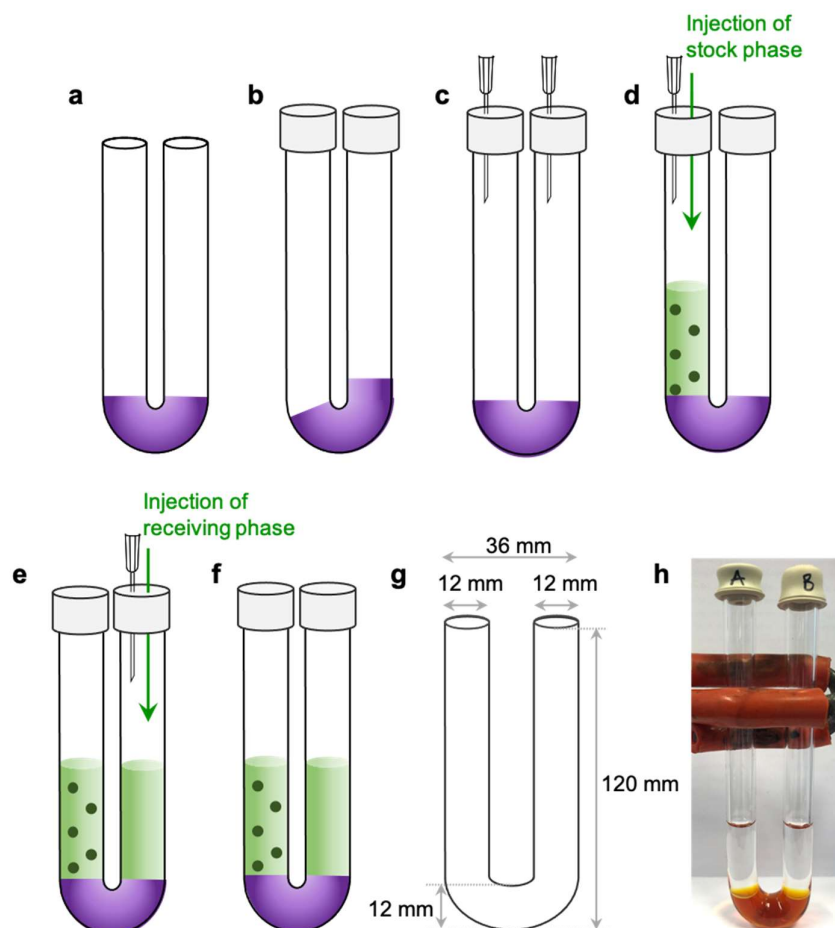 Injection of
stock phase
a
b
c
d
Injection of
receiving phase
e
f
g
36 mm
12 mm
12 mm
120 mm
12 mm
h
A
B